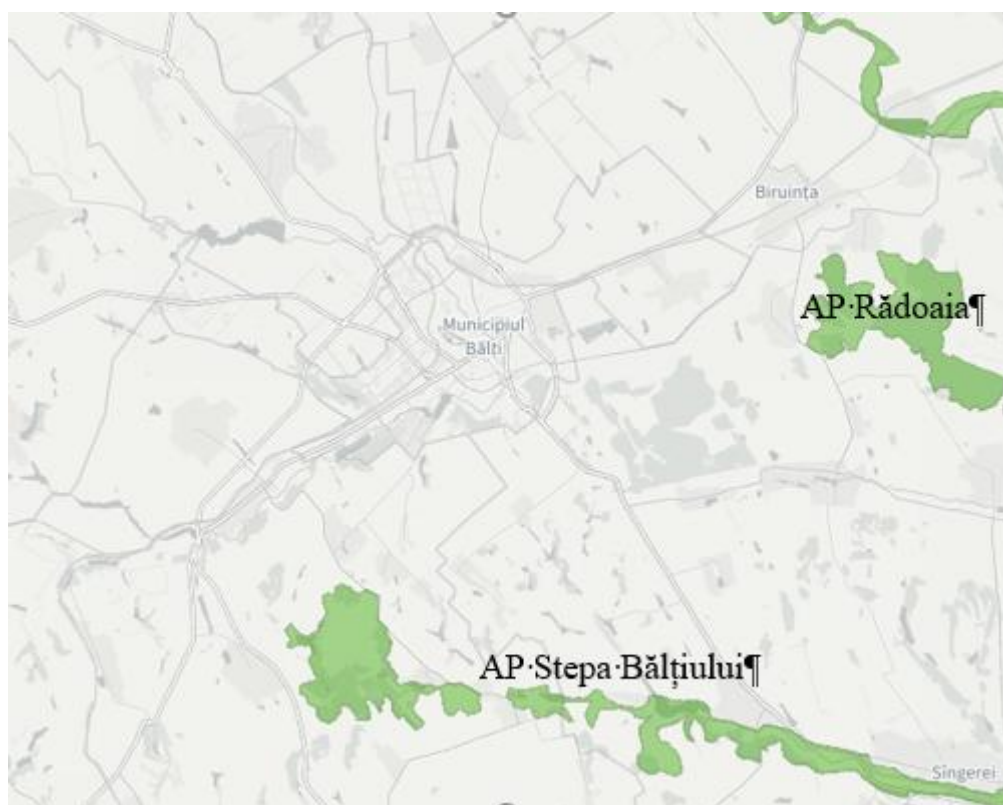 Biruința
AP·Rădoaia¶
Municipiul
Bălți
AP·Stepa·Bălțiului¶
Sîngerei